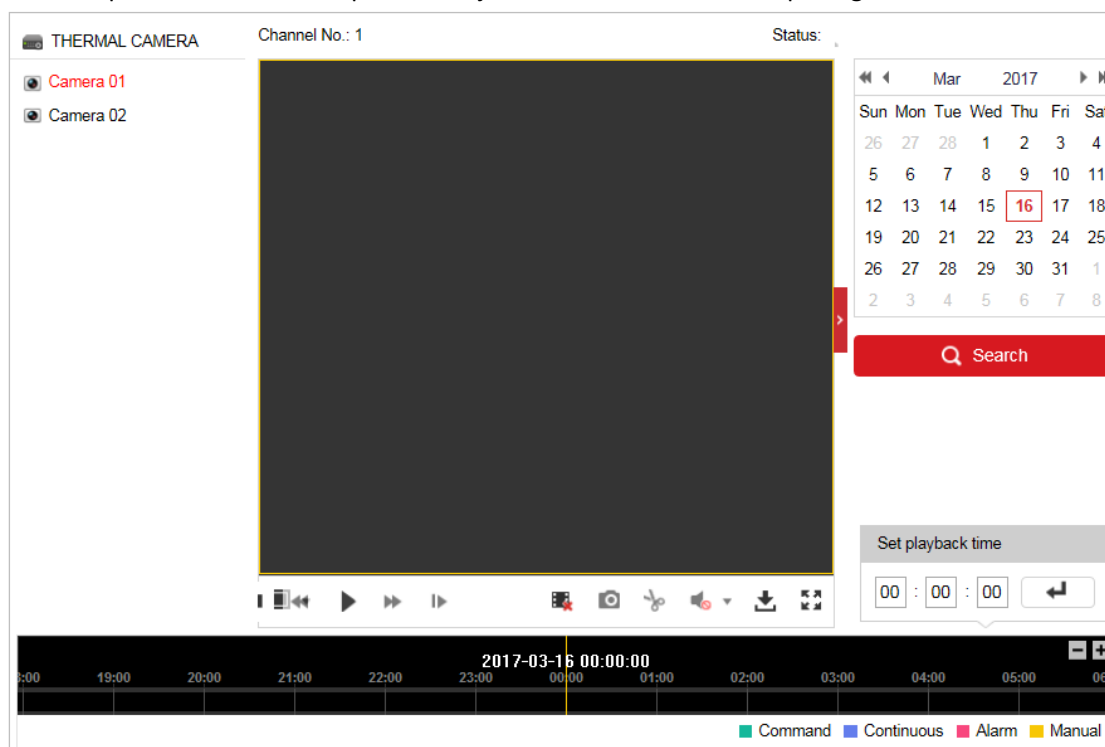 THERMAL CAMERA
Camera 01
Camera 02
Channel No.: 1 Status:
Mar 2017
Sun Mon Tue Wed Thu Fri Sat
26 27 28 1 2 3 4
5 6 7 8 9 10 11
12 13 14 15 16 17 18
19 20 21 22 23 24 25
26 27 28 29 30 31 1
2 3 4 5 6 7 8
Search
Set playback time
00 : 00 : 00
2017-03-16 00:00:00
19:00 20:00 21:00 22:00 23:00 00:00 01:00 02:00 03:00 04:00 05:00
Command Continuous Alarm Manual